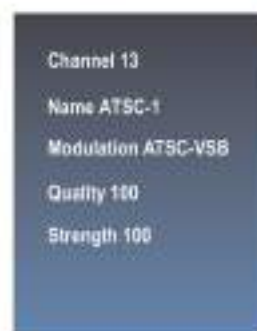 Channel 13
Name ATSC-1
Modulation ATSC-VSB
Quality 100
Strength 100